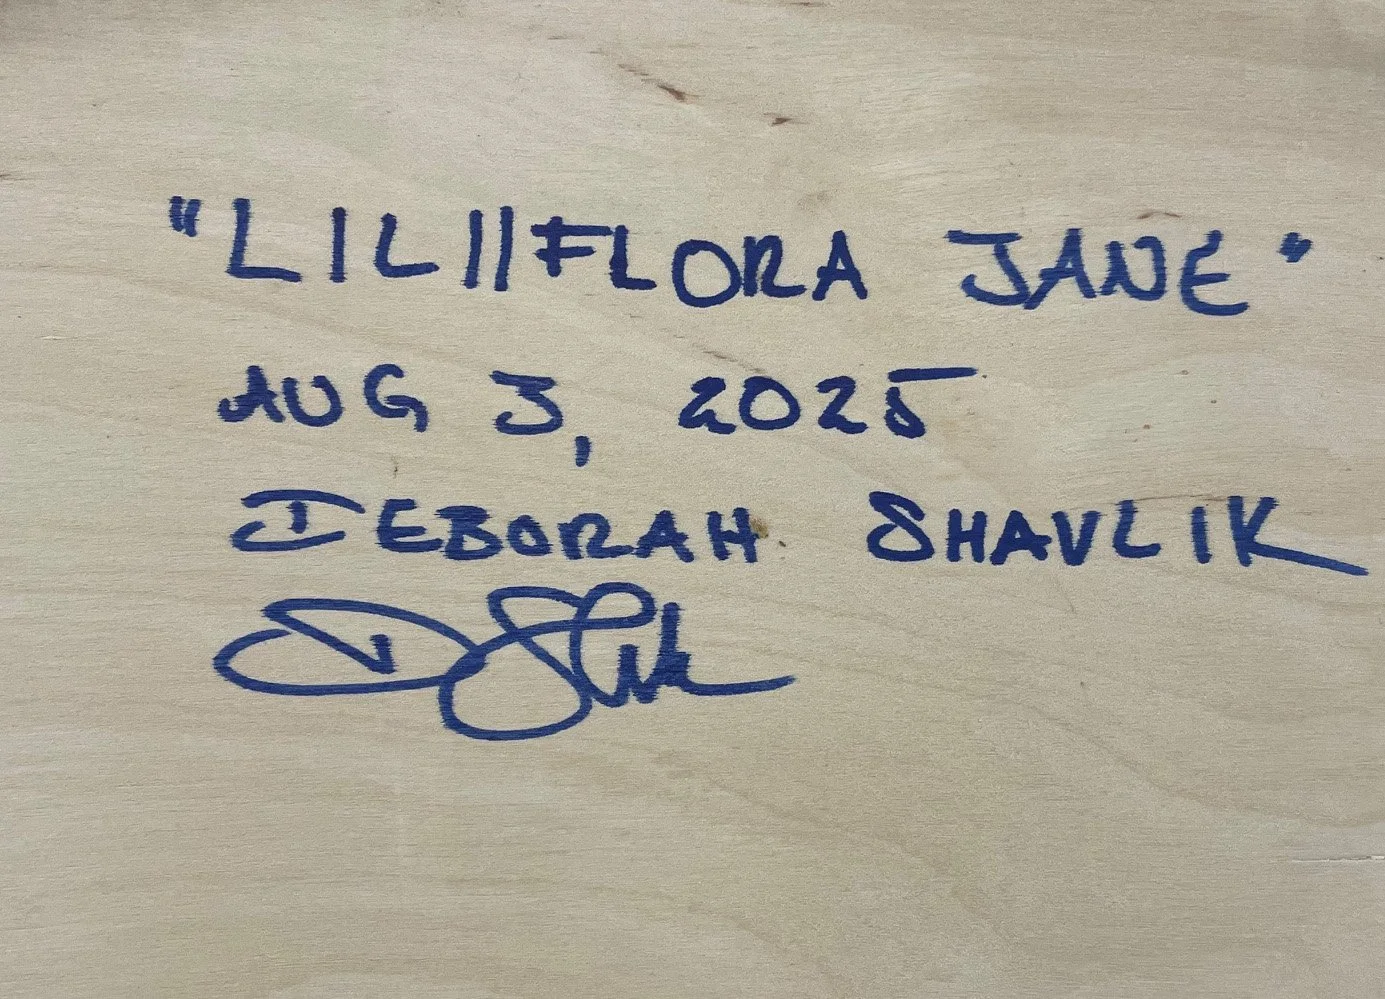 "LILIIFLORA JANE"
AUG 3, 2025
DEBORAH SHAVLIK